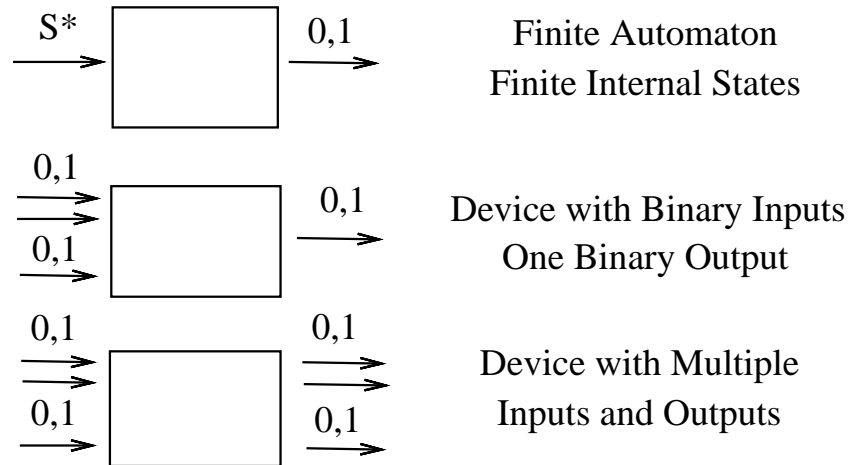 S*
0,1
Finite Automaton
Finite Internal States
0,1
0,1
0,1
Device with Binary Inputs
One Binary Output
0,1
0,1
0,1
0,1
Device with Multiple
Inputs and Outputs